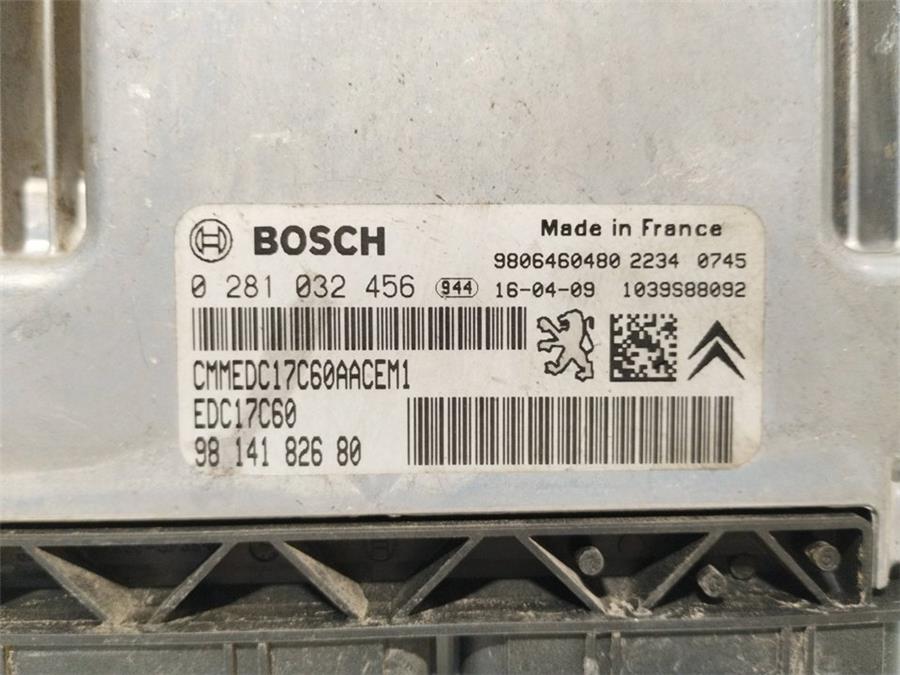 BOSCH
Made in France
9806460480 2234 0745
0 281 032 456 944 16-04-09 1039S88092
CMMEDC17C60AACEM1
EDC17C60
98 141 826 80